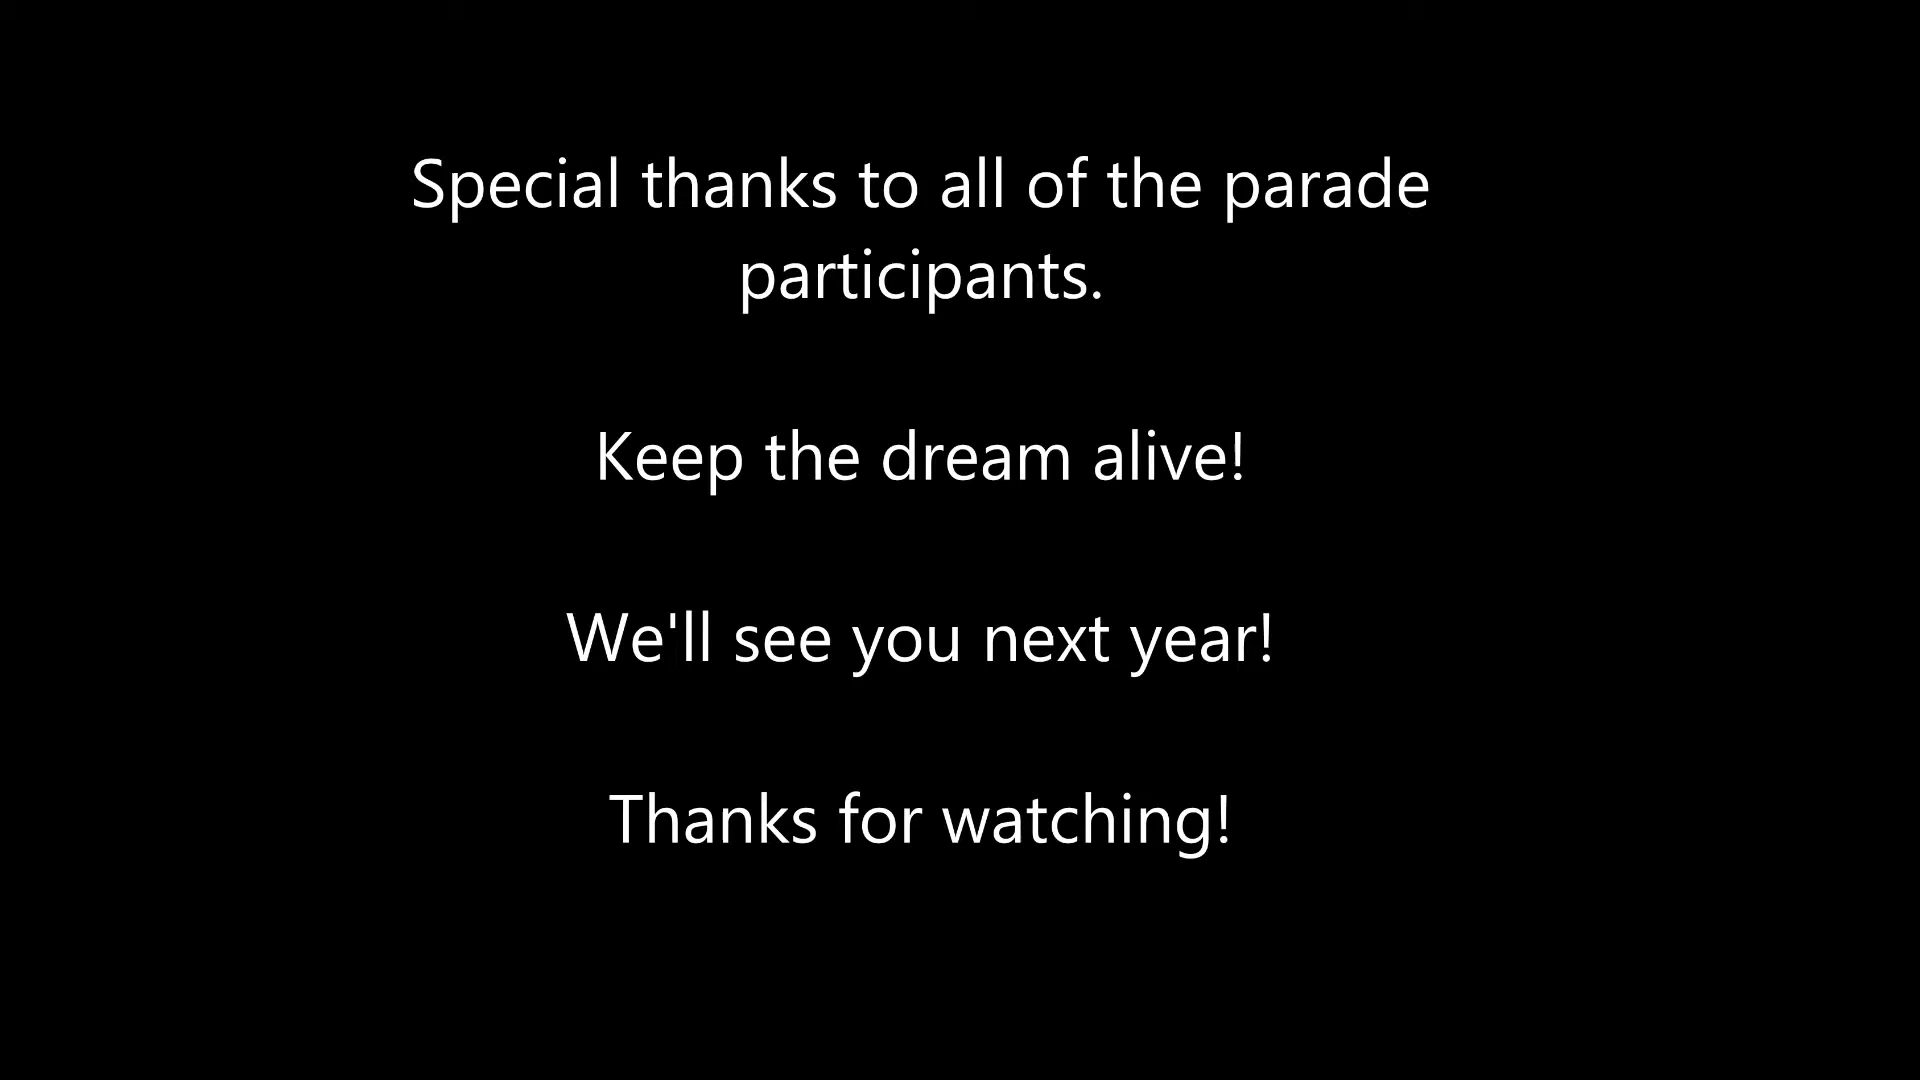 Special thanks to all of the parade
participants.
Keep the dream alive!
We'll see you next year!
Thanks for watching!